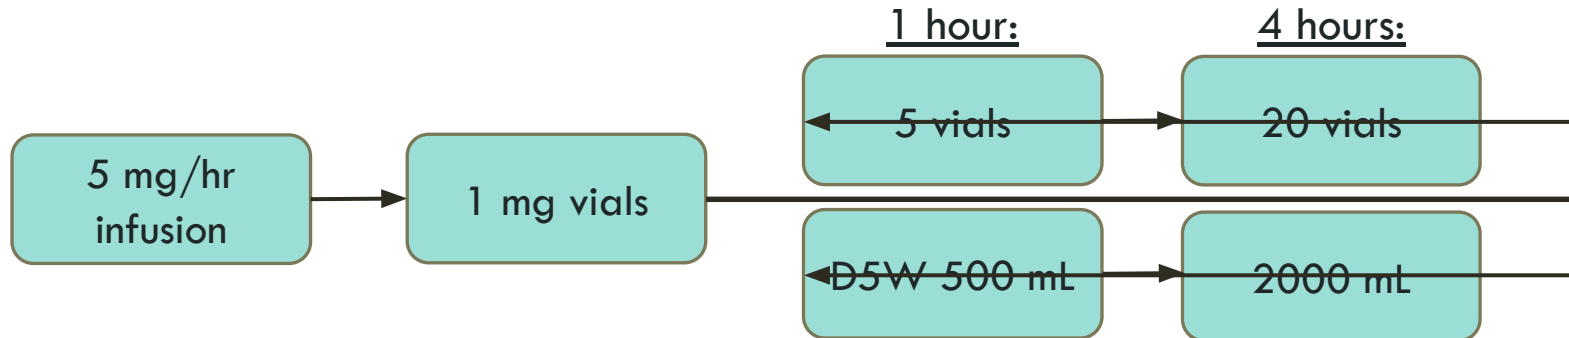 1 hour:
4 hours:
5 mg/hr
infusion
1 mg vials
5 vials
20 vials
D5W 500 mL
2000 mL